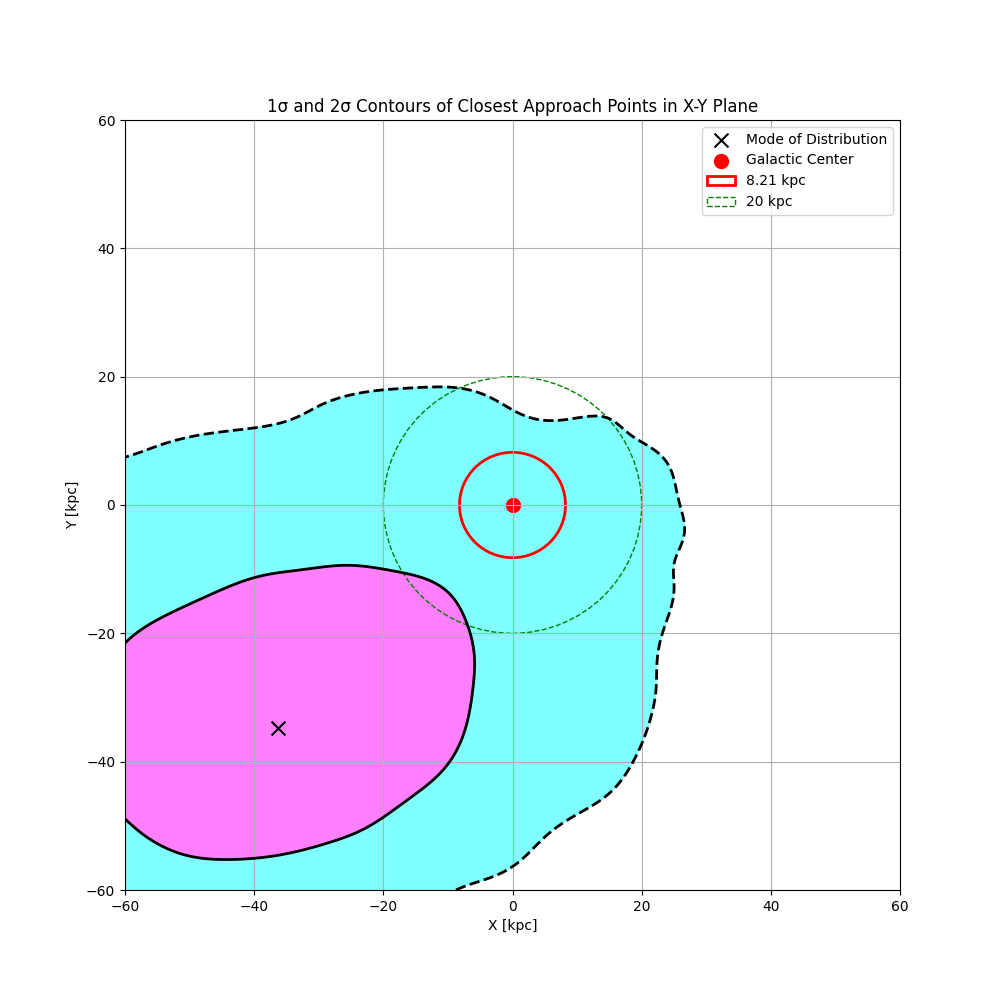 1σ and 2σ Contours of Closest Approach Points in X-Y Plane
Mode of Distribution
Galactic Center
8.21 kpc
20 kpc
60
40
20
0
−20
−40
−60
Y [kpc]
−60 −40 −20 0 20 40 60
X [kpc]